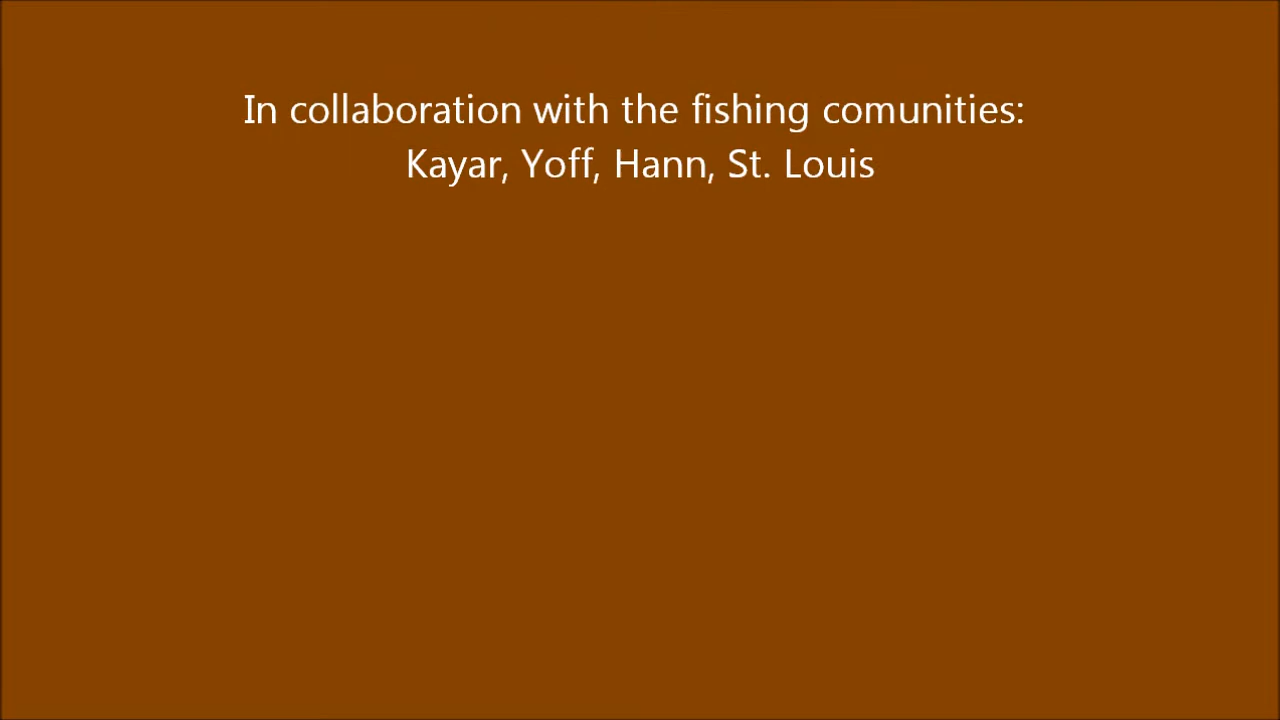 In collaboration with the fishing comunities:
Kayar, Yoff, Hann, St. Louis